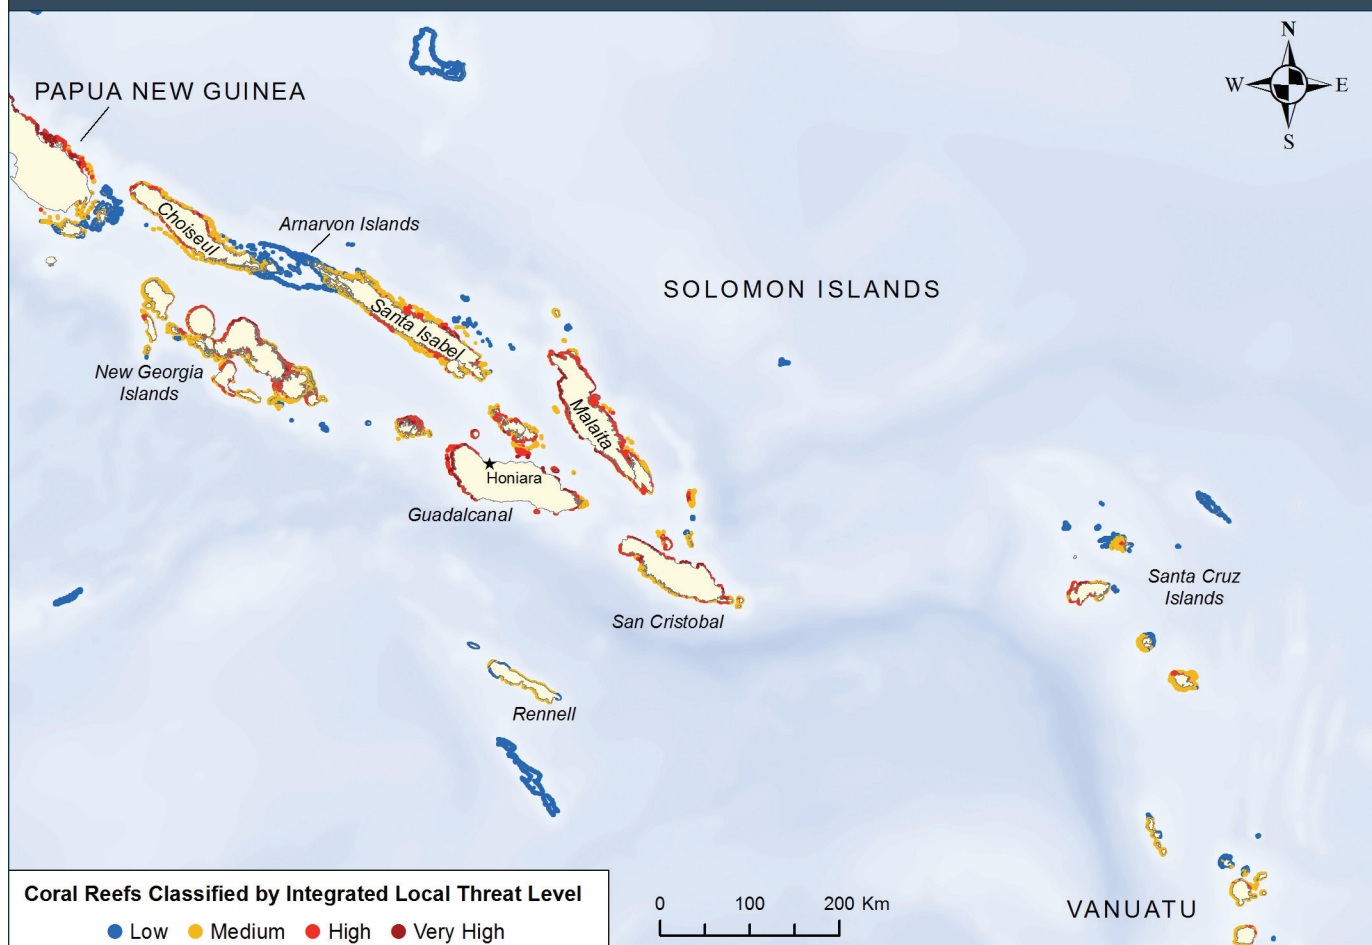 N
W
E
S
PAPUA NEW GUINEA
Choiseul
Arnarvon Islands
SOLOMON ISLANDS
Santa Isabel
New Georgia
Islands
Malaita
Honiara
Guadalcanal
Santa Cruz
Islands
San Cristobal
Rennell
Coral Reefs Classified by Integrated Local Threat Level
Low
Medium
High
Very High
0
100
200 Km
VANUATU